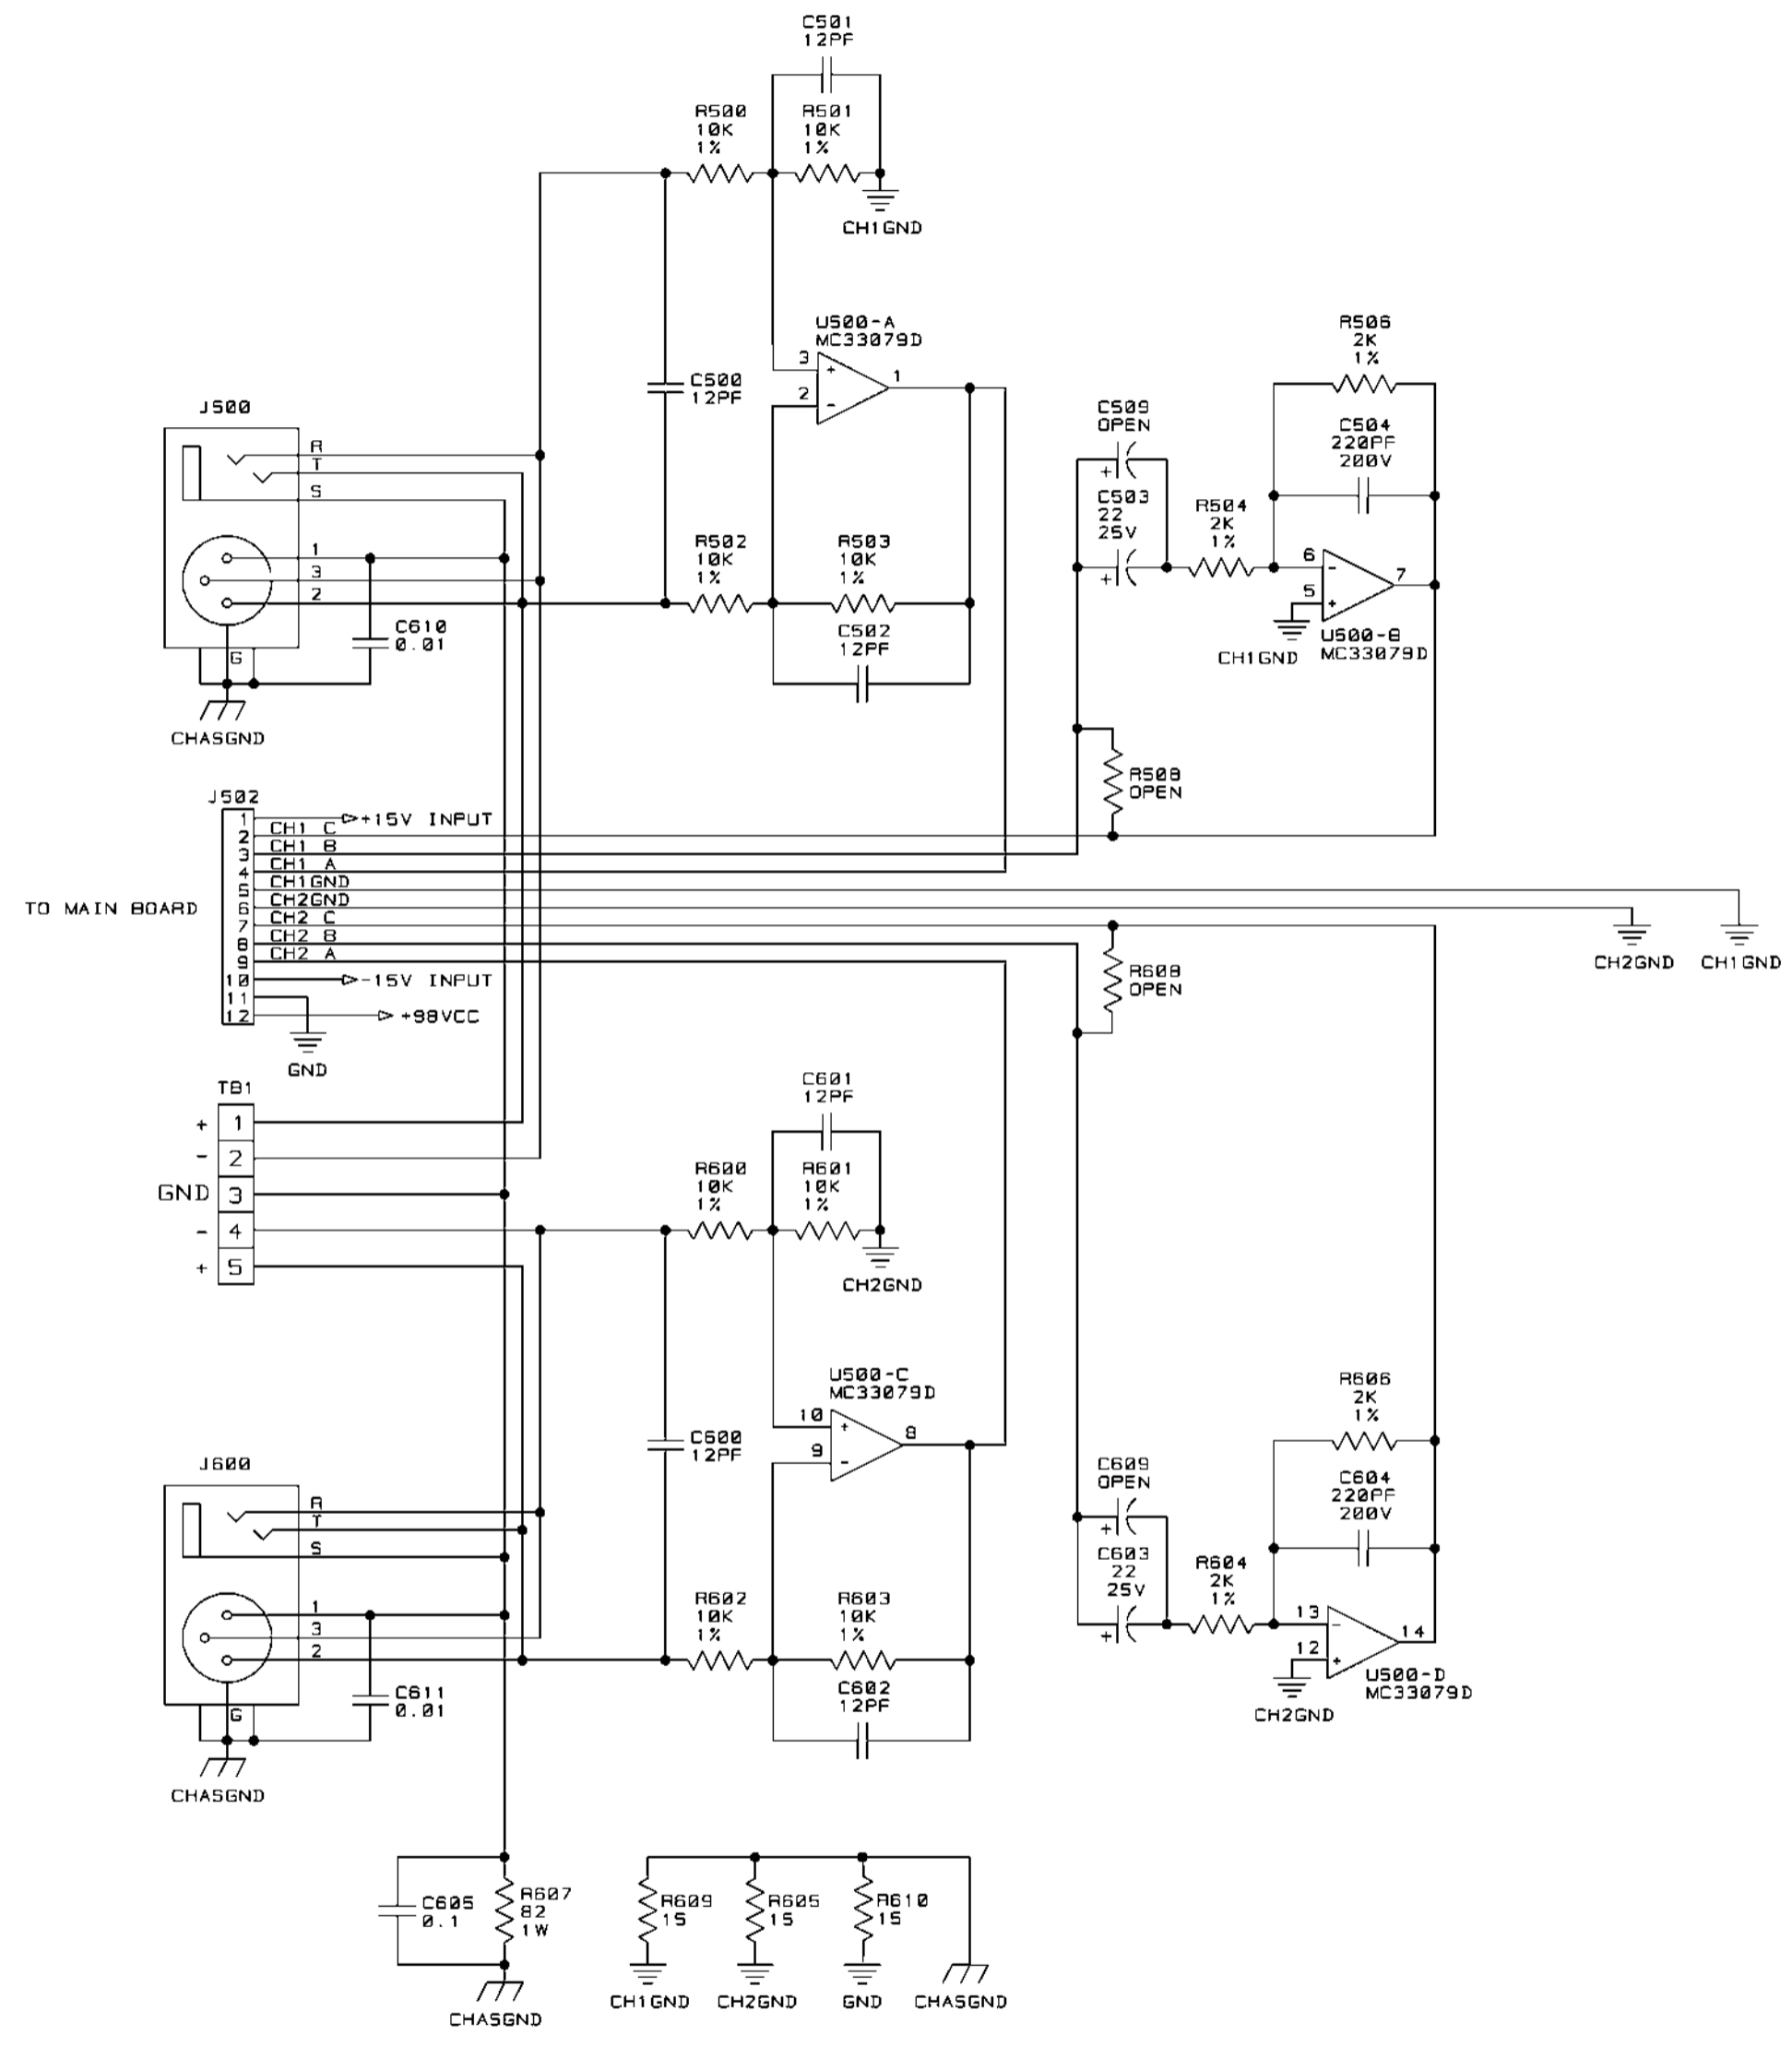 C501
12PF
R500
10K
1%
R501
10K
1%
CH1GND
U500-A
MC33079D
3
+
2
-
1
C500
12PF
R506
2K
1%
C504
220PF
200V
C509
OPEN
+
C503
22
25V
+
R504
2K
1%
6
-
5
+
7
U500-B
MC33079D
CH1GND
J500
R
T
S
1
3
2
G
C610
0.01
CHASGND
R502
10K
1%
R503
10K
1%
C502
12PF
R508
OPEN
J502
TO MAIN BOARD
1 +15V INPUT
2 CH1 C
3 CH1 B
4 CH1 A
5 CH1GND
6 CH2GND
7 CH2 C
8 CH2 B
9 CH2 A
10 -15V INPUT
11
12 +98VCC
GND
CH2GND
CH1GND
R608
OPEN
TB1
+ 1
- 2
GND 3
- 4
+ 5
C601
12PF
R600
10K
1%
R601
10K
1%
CH2GND
U500-C
MC33079D
10
+
9
-
8
C600
12PF
R606
2K
1%
C604
220PF
200V
C609
OPEN
+
C603
22
25V
+
R604
2K
1%
13
-
12
+
14
U500-D
MC33079D
CH2GND
J600
R
T
S
1
3
2
G
C611
0.01
CHASGND
R602
10K
1%
R603
10K
1%
C602
12PF
C605
0.1
R607
82
1W
CHASGND
R609
15
R605
15
R610
15
CH1GND
CH2GND
GND
CHASGND